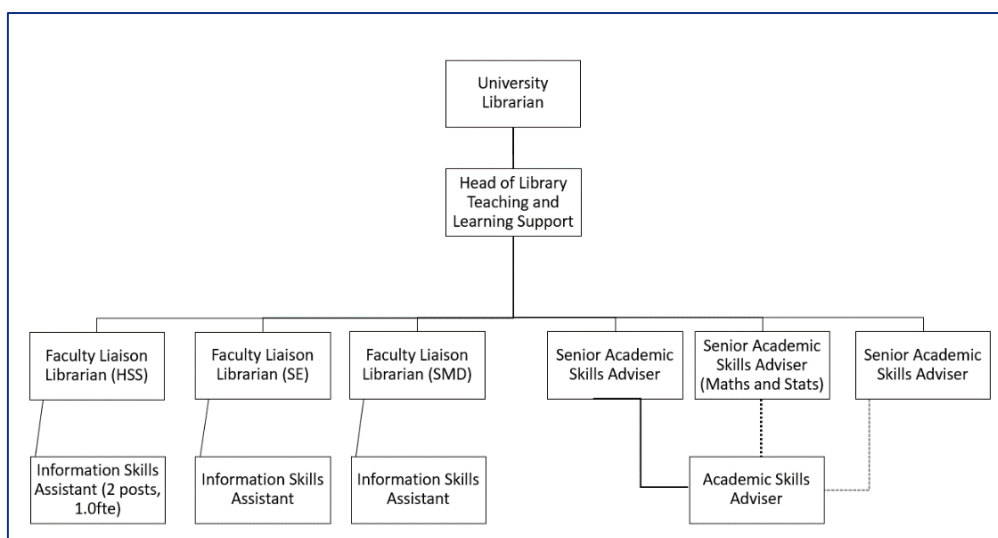 University
Librarian
Head of Library
Teaching and
Learning Support
Faculty Liaison
Librarian (HSS)
Faculty Liaison
Librarian (SE)
Faculty Liaison
Librarian (SMD)
Senior Academic
Skills Adviser
Senior Academic
Skills Adviser
(Maths and Stats)
Senior Academic
Skills Adviser
Information Skills
Assistant (2 posts,
1.0fte)
Information Skills
Assistant
Information Skills
Assistant
Academic Skills
Adviser